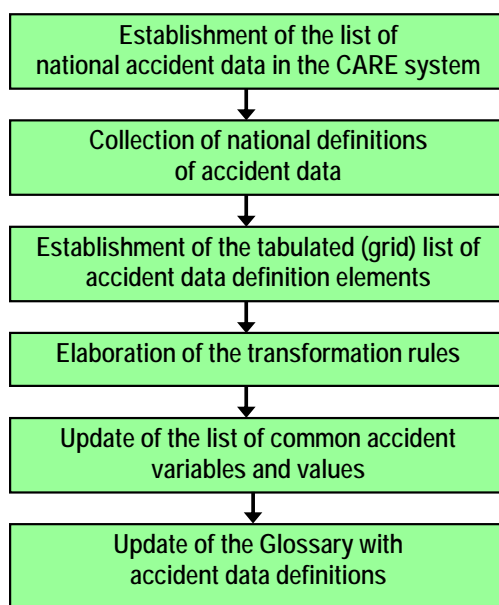 Establishment of the list of
national accident data in the CARE system
Collection of national definitions
of accident data
Establishment of the tabulated (grid) list of
accident data definition elements
Elaboration of the transformation rules
Update of the list of common accident
variables and values
Update of the Glossary with
accident data definitions